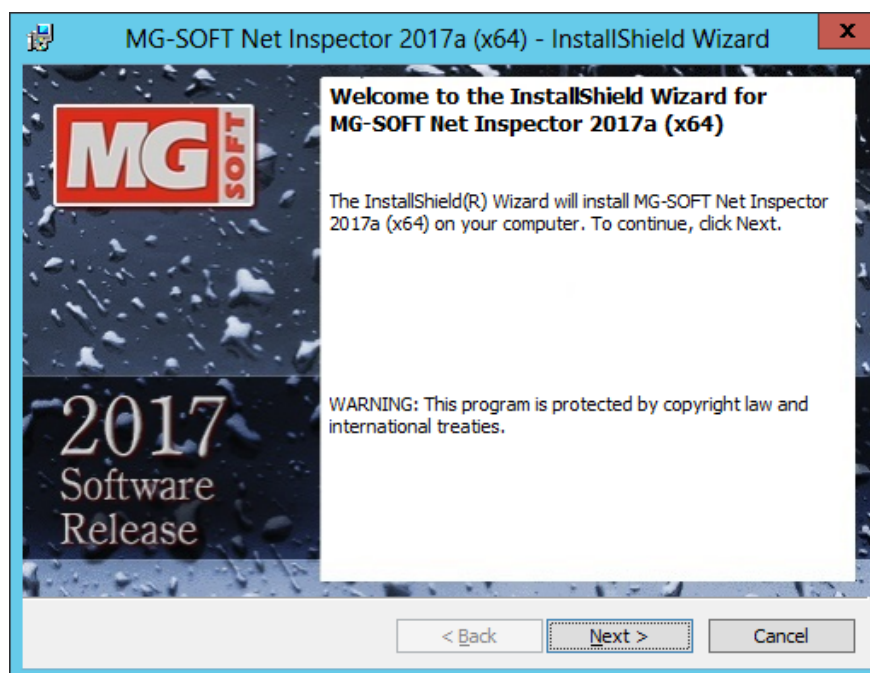 MG-SOFT Net Inspector 2017a (x64) - InstallShield Wizard
X
MG
SOFT
2017
Software
Release
Welcome to the InstallShield Wizard for
MG-SOFT Net Inspector 2017a (x64)
The InstallShield(R) Wizard will install MG-SOFT Net Inspector
2017a (x64) on your computer. To continue, click Next.
WARNING: This program is protected by copyright law and
international treaties.
< Back
Next >
Cancel